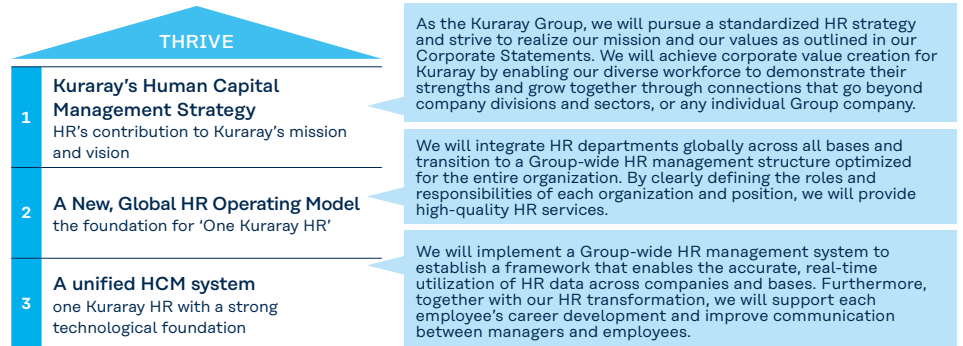 THRIVE
1
Kuraray’s Human Capital
Management Strategy
HR’s contribution to Kuraray’s mission
and vision
As the Kuraray Group, we will pursue a standardized HR strategy
and strive to realize our mission and our values as outlined in our
Corporate Statements. We will achieve corporate value creation for
Kuraray by enabling our diverse workforce to demonstrate their
strengths and grow together through connections that go beyond
company divisions and sectors, or any individual Group company.
2
A New, Global HR Operating Model
the foundation for ‘One Kuraray HR’
We will integrate HR departments globally across all bases and
transition to a Group-wide HR management structure optimized
for the entire organization. By clearly defining the roles and
responsibilities of each organization and position, we will provide
high-quality HR services.
3
A unified HCM system
one Kuraray HR with a strong
technological foundation
We will implement a Group-wide HR management system to
establish a framework that enables the accurate, real-time
utilization of HR data across companies and bases. Furthermore,
together with our HR transformation, we will support each
employee’s career development and improve communication
between managers and employees.